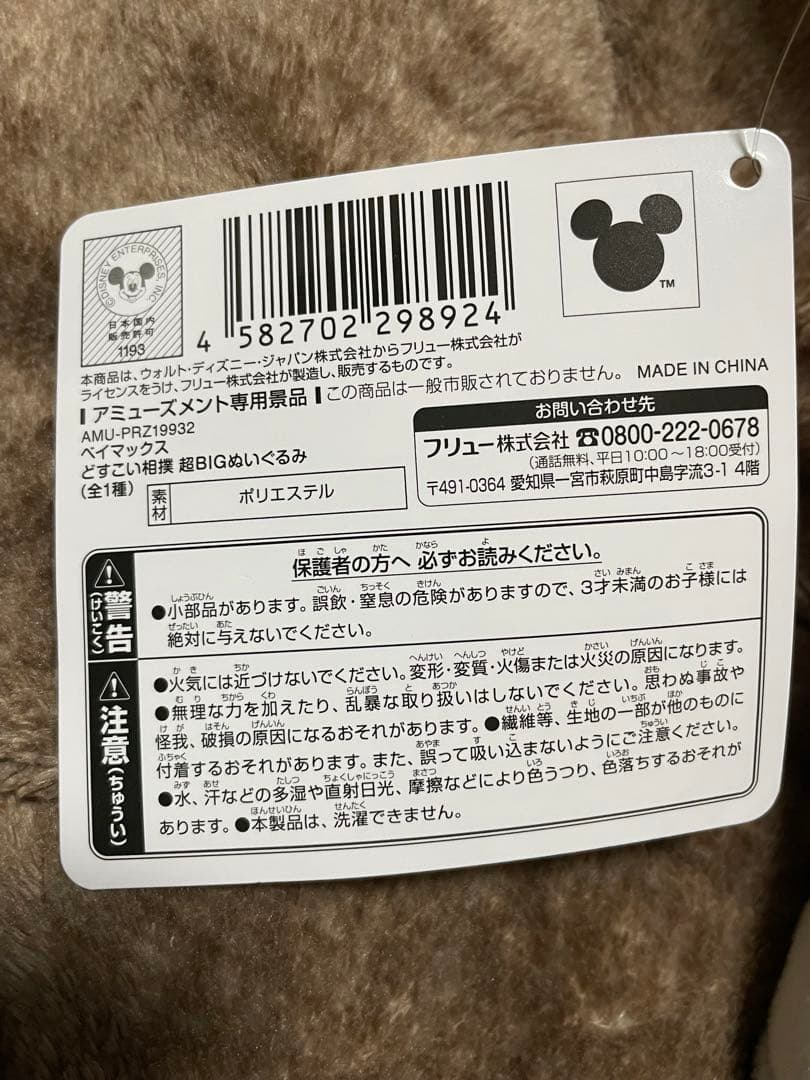 ©DISNEY ENTERPRISES, INC.
日本国内
販売許可
1193
4 582702 298924
TM
本商品は、ウォルト・ディズニー・ジャパン株式会社からフリュー株式会社が
ライセンスをうけ、フリュー株式会社が製造し、販売するものです。
アミューズメント専用景品 この商品は一般市販されておりません。 MADE IN CHINA
AMU-PRZ19932
ベイマックス
どすこい相撲 超BIGぬいぐるみ
(全1種)
素材 ポリエステル
お問い合わせ先
フリュー株式会社 ☎0800-222-0678
(通話無料、平日10:00~18:00受付)
〒491-0364 愛知県一宮市萩原町中島字流3-1 4階
警告(けいこく)
保護者の方へ 必ずお読みください。
●小部品があります。誤飲・窒息の危険がありますので、3才未満のお子様には
絶対に与えないでください。
注意(ちゅうい)
●火気には近づけないでください。変形・変質・火傷または火災の原因になります。
●無理な力を加えたり、乱暴な取り扱いはしないでください。思わぬ事故や
怪我、破損の原因になるおそれがあります。●繊維等、生地の一部が他のものに
付着するおそれがあります。また、誤って吸い込まないようにご注意ください。
●水、汗などの多湿や直射日光、摩擦などにより色うつり、色落ちするおそれが
あります。●本製品は、洗濯できません。